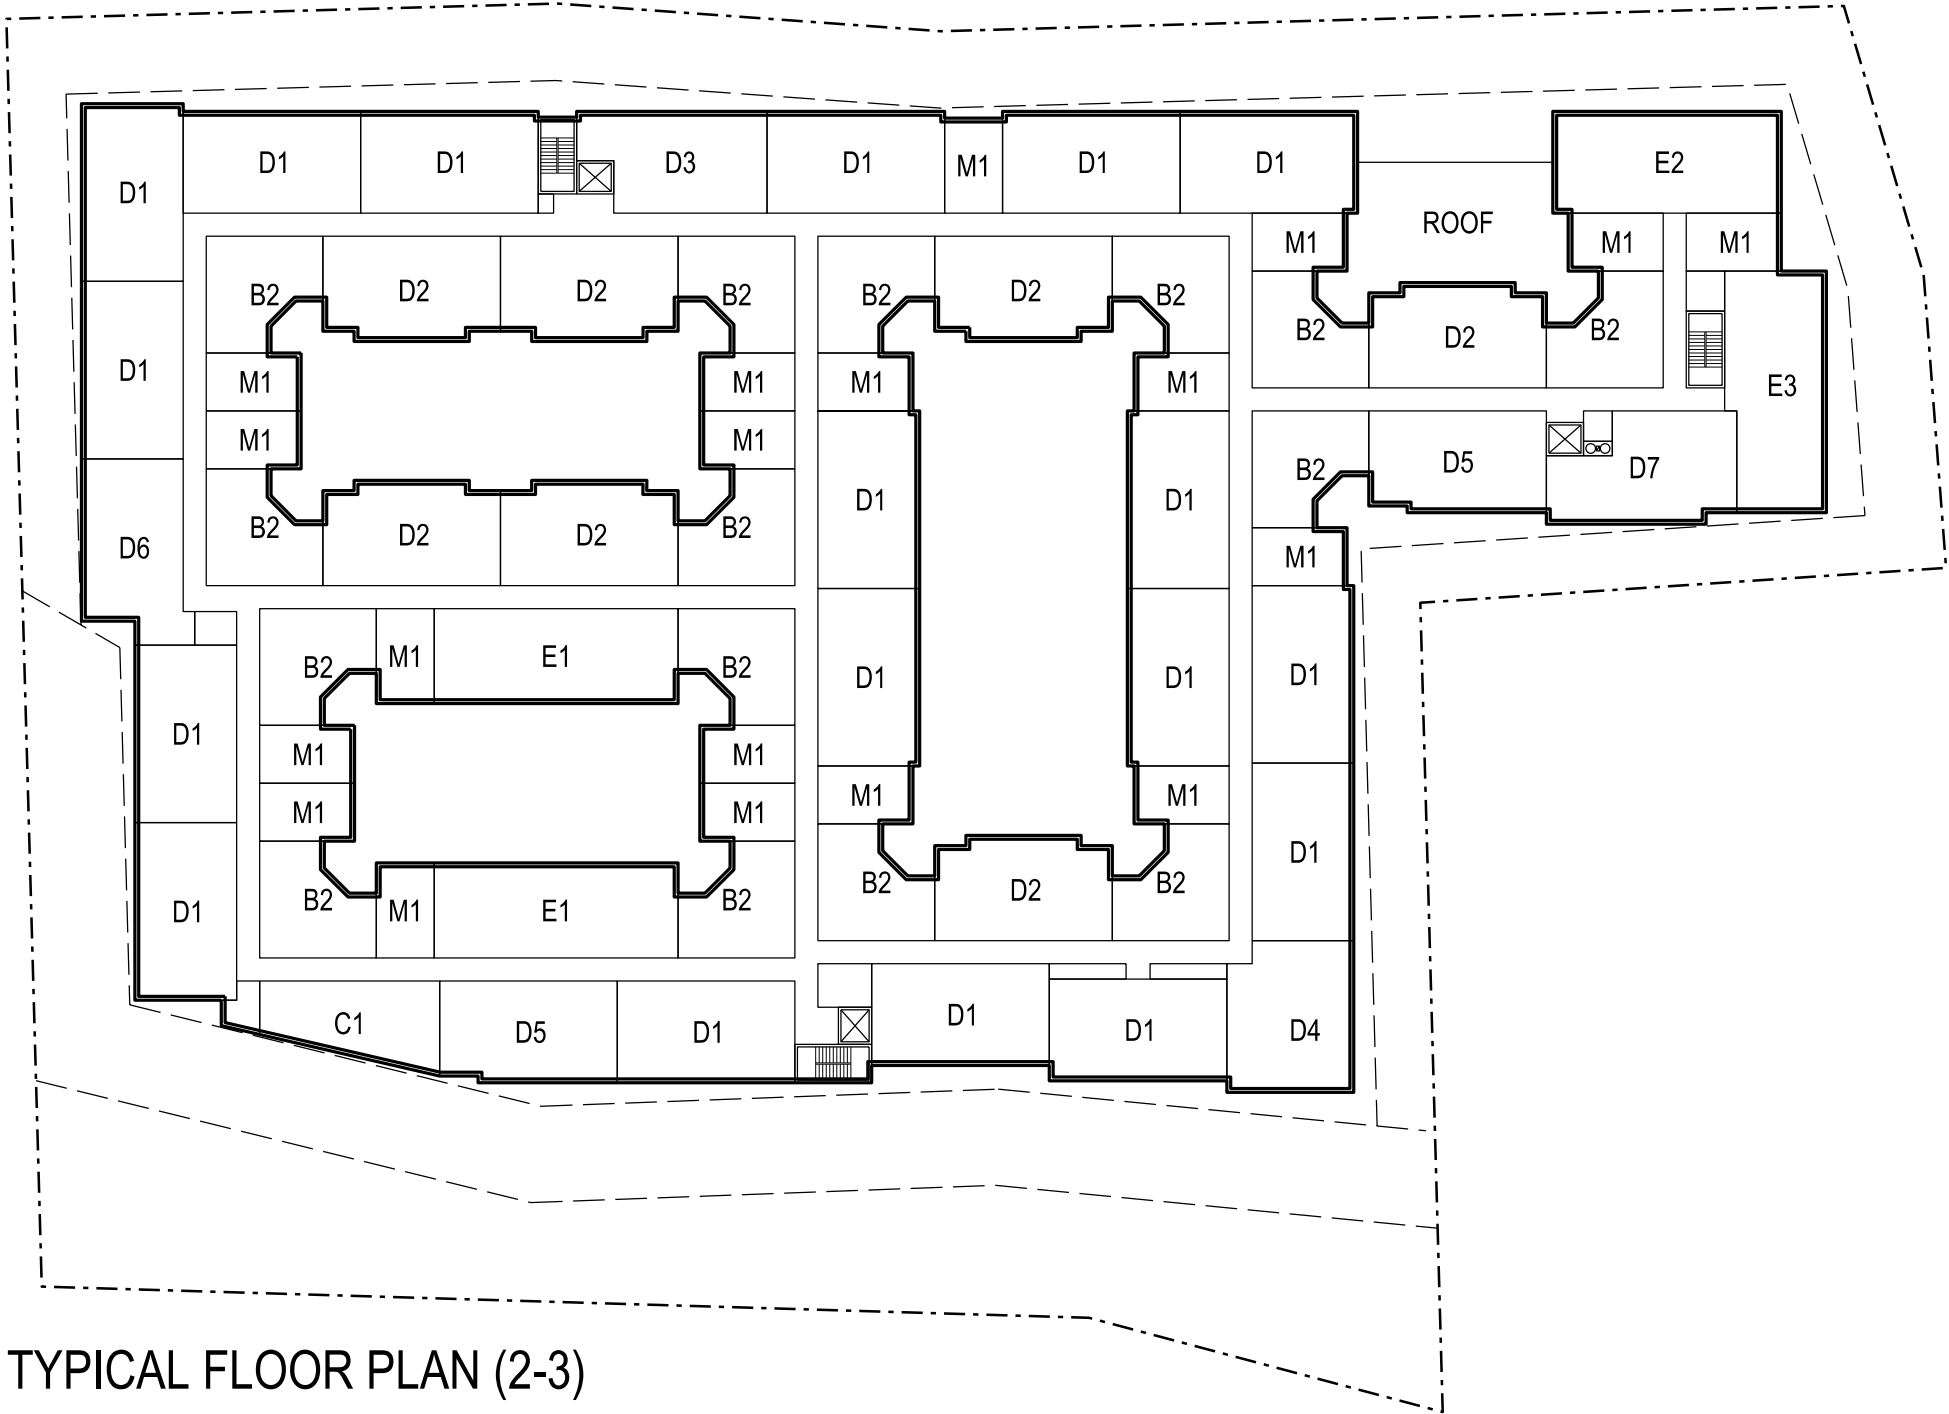 D1 D1 D3 D1 M1 D1 D1 E2
D1
ROOF
M1 M1 M1
B2 D2 D2 B2 B2 D2 B2
B2 D2 B2
D1 M1 M1 M1 M1 E3
M1 M1
B2 D5 D7
D1 D1
B2 D2 D2 B2
D6 M1
B2 M1 E1 B2 D1 D1 D1
D1
M1 M1
M1 M1 M1 M1
D1
B2 D2 B2
B2 M1 E1 B2
D1
C1 D5 D1 D1 D1 D4
TYPICAL FLOOR PLAN (2-3)